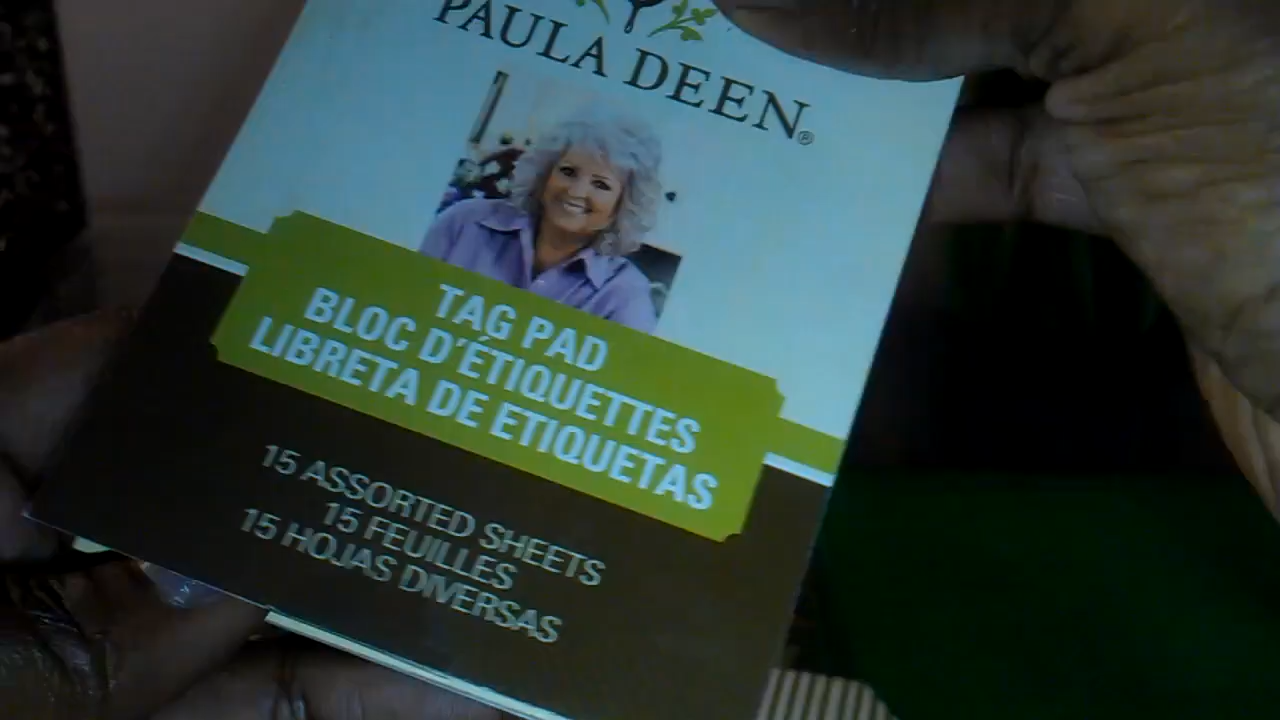 PAULA DEEN®
TAG PAD
BLOC D'ÉTIQUETTES
LIBRETA DE ETIQUETAS
15 ASSORTED SHEETS
15 FEUILLES
15 HOJAS DIVERSAS